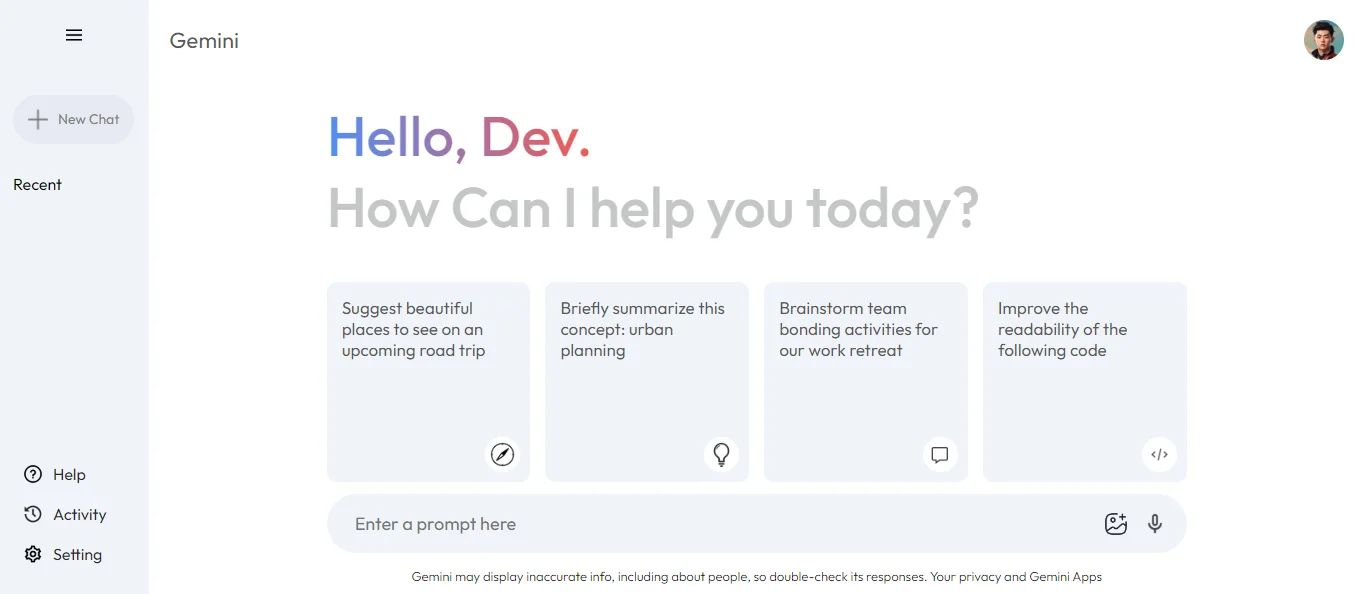 Gemini
New Chat
Recent
Hello, Dev.
How Can I help you today?
Suggest beautiful
places to see on an
upcoming road trip
Briefly summarize this
concept: urban
planning
Brainstorm team
bonding activities for
our work retreat
Improve the
readability of the
following code
Enter a prompt here
Help
Activity
Setting
Gemini may display inaccurate info, including about people, so double-check its responses. Your privacy and Gemini Apps